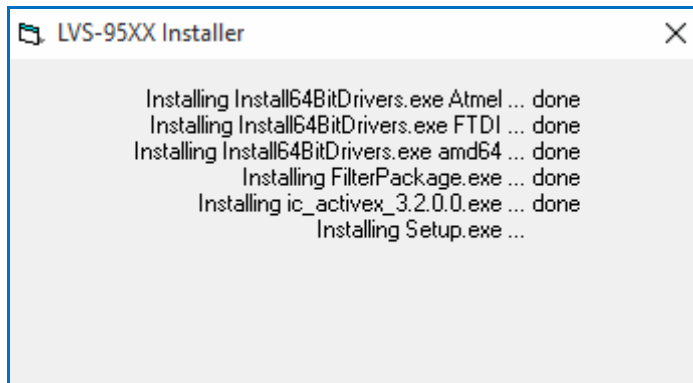 LVS-95XX Installer
Installing Install64BitDrivers.exe Atmel ... done
Installing Install64BitDrivers.exe FTDI ... done
Installing Install64BitDrivers.exe amd64 ... done
Installing FilterPackage.exe ... done
Installing ic_activex_3.2.0.0.exe ... done
Installing Setup.exe ...